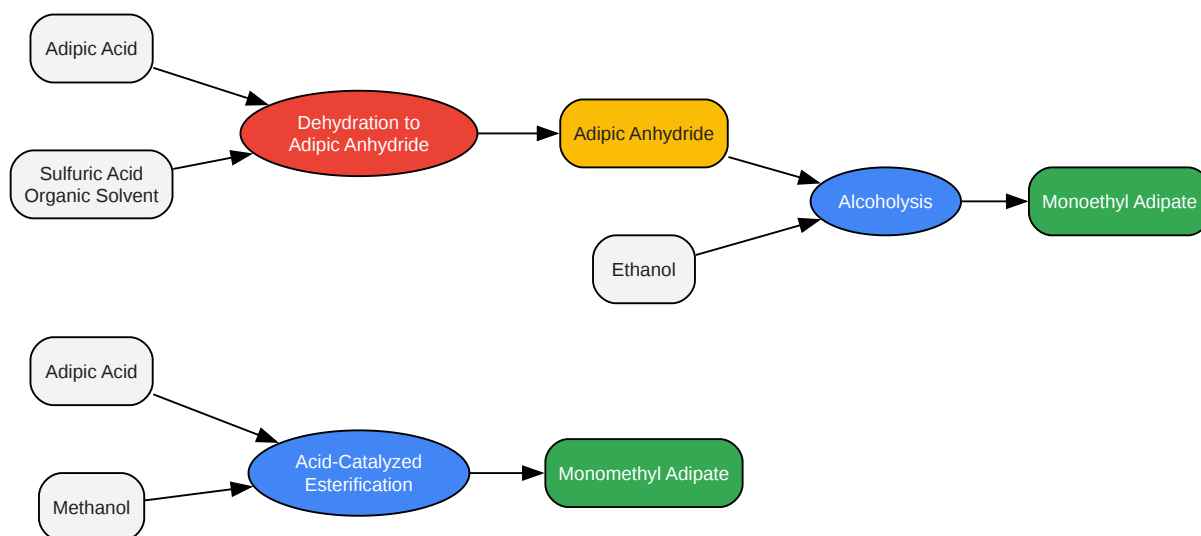 Adipic Acid
Sulfuric Acid
Organic Solvent
Dehydration to
Adipic Anhydride
Adipic Anhydride
Ethanol
Alcoholysis
Monoethyl Adipate
Adipic Acid
Methanol
Acid-Catalyzed
Esterification
Monomethyl Adipate